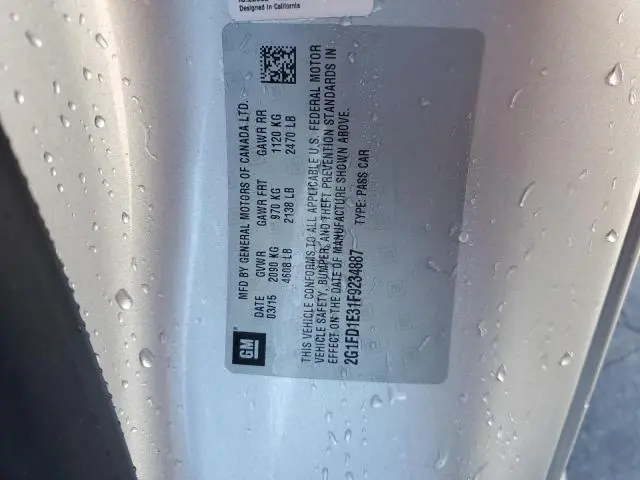 Designed in California
MFD BY GENERAL MOTORS OF CANADA LTD.
DATE GVWR GAWR FRT GAWR RR
03/15 2090 KG 970 KG 1120 KG
4608 LB 2138 LB 2470 LB
THIS VEHICLE CONFORMS TO ALL APPLICABLE U.S. FEDERAL MOTOR
VEHICLE SAFETY, BUMPER, AND THEFT PREVENTION STANDARDS IN
EFFECT ON THE DATE OF MANUFACTURE SHOWN ABOVE.
2G1FD1E31F9234887 TYPE: PASS CAR
GM